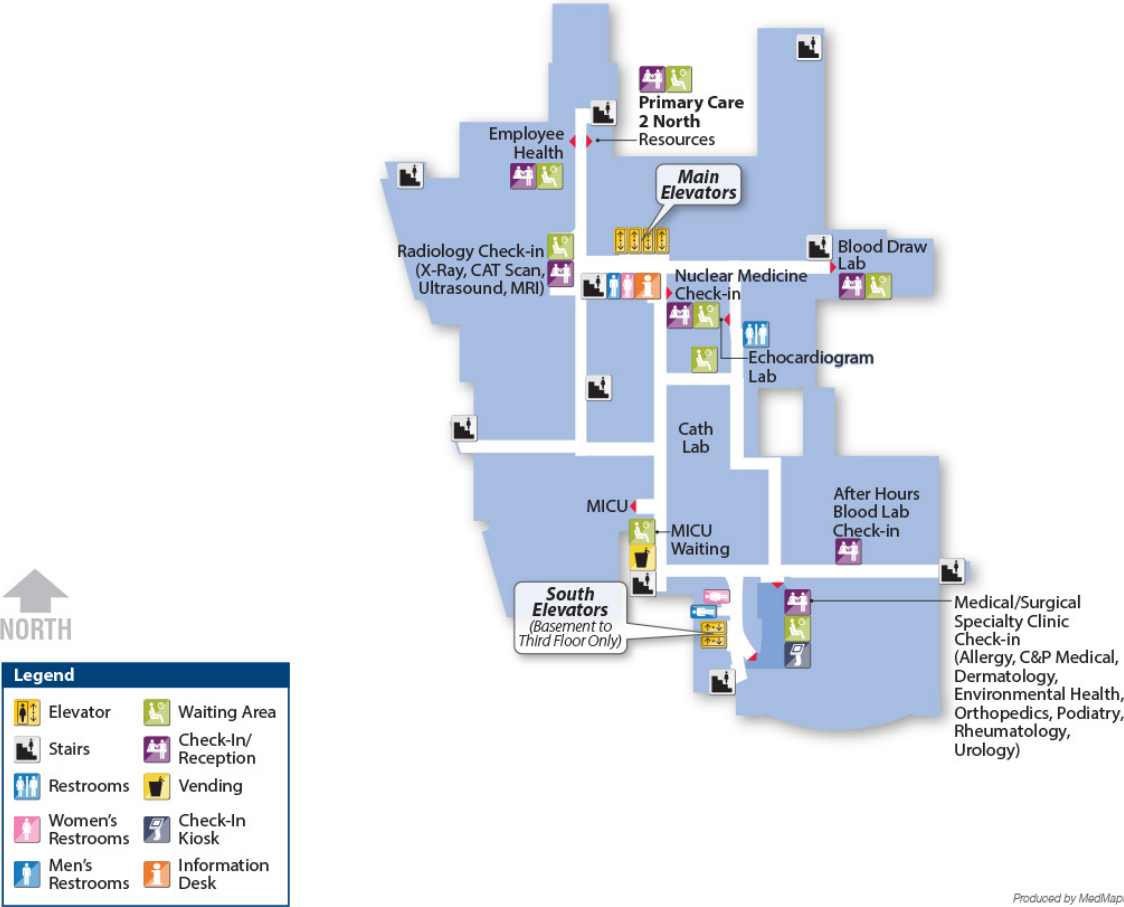 Primary Care
2 North
Resources
Employee
Health
Main
Elevators
Radiology Check-in
(X-Ray, CAT Scan,
Ultrasound, MRI)
Blood Draw
Lab
Nuclear Medicine
Check-in
Echocardiogram
Lab
Cath
Lab
MICU
MICU
Waiting
After Hours
Blood Lab
Check-in
South
Elevators
(Basement to
Third Floor Only)
Medical/Surgical
Specialty Clinic
Check-in
(Allergy, C&P Medical,
Dermatology,
Environmental Health,
Orthopedics, Podiatry,
Rheumatology,
Urology)
NORTH
Legend
Elevator
Stairs
Restrooms
Women's
Restrooms
Men's
Restrooms
Waiting Area
Check-In/
Reception
Vending
Check-In
Kiosk
Information
Desk
Produced by MedMaps